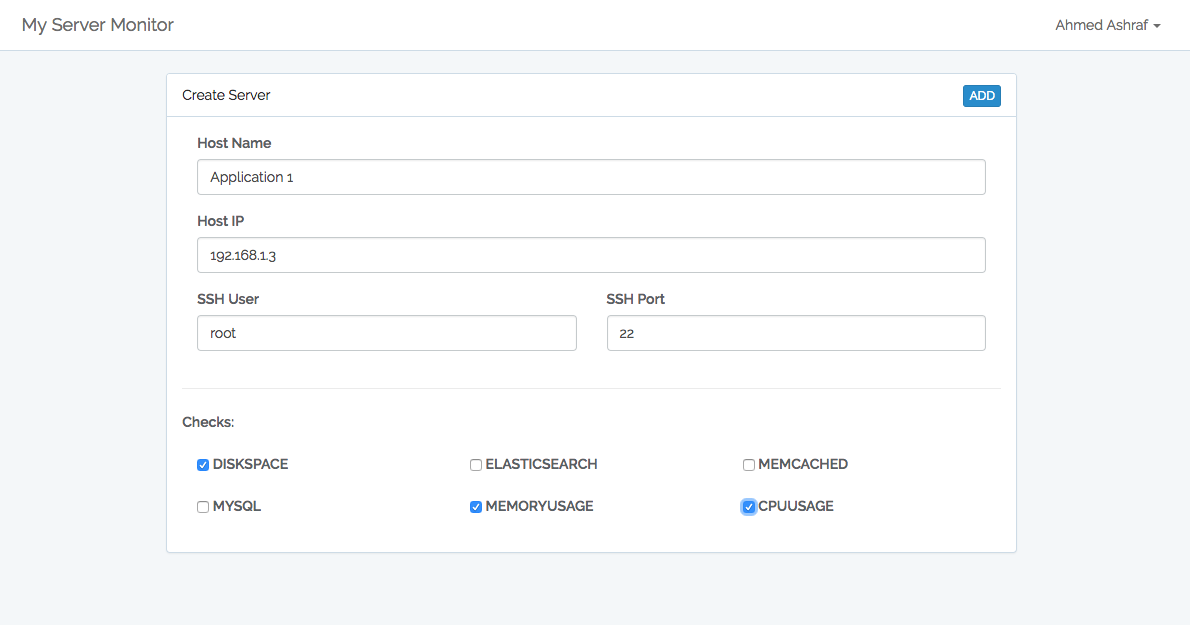 My Server Monitor Ahmed Ashraf
Create Server ADD
Host Name
Application 1
Host IP
192.168.1.3
SSH User SSH Port
root 22
Checks:
DISKSPACE ELASTICSEARCH MEMCACHED
MYSQL MEMORYUSAGE CPUUSAGE